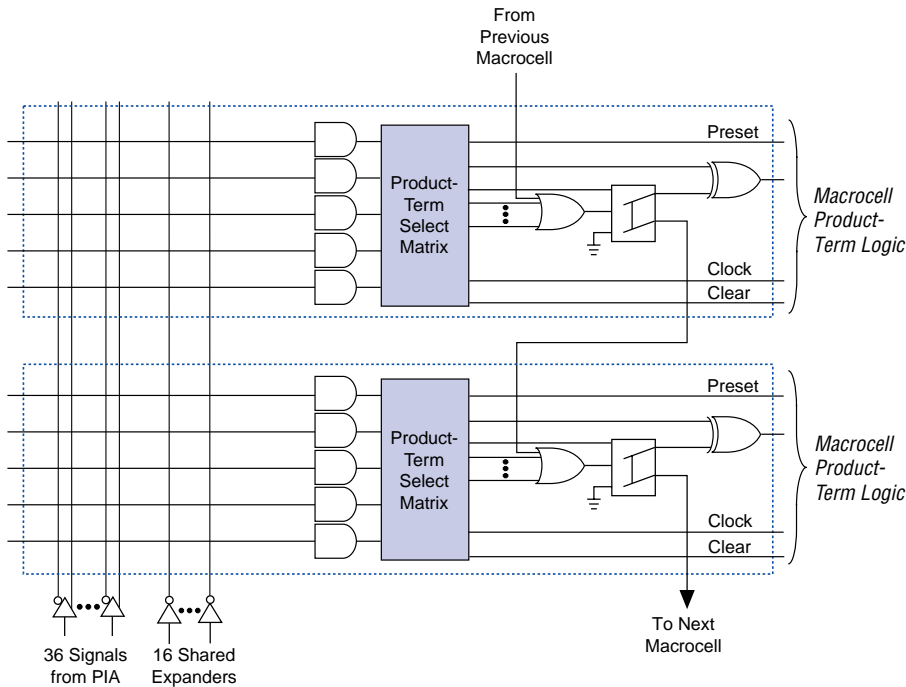 From
Previous
Macrocell
Preset
Product-
Term
Select
Matrix
Macrocell
Product-
Term Logic
Clock
Clear
Preset
Product-
Term
Select
Matrix
Macrocell
Product-
Term Logic
Clock
Clear
36 Signals
from PIA
16 Shared
Expanders
To Next
Macrocell